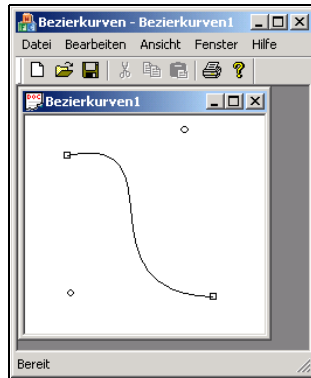 Bezierkurven - Bezierkurven1
Datei Bearbeiten Ansicht Fenster Hilfe
Bezierkurven1
Bereit